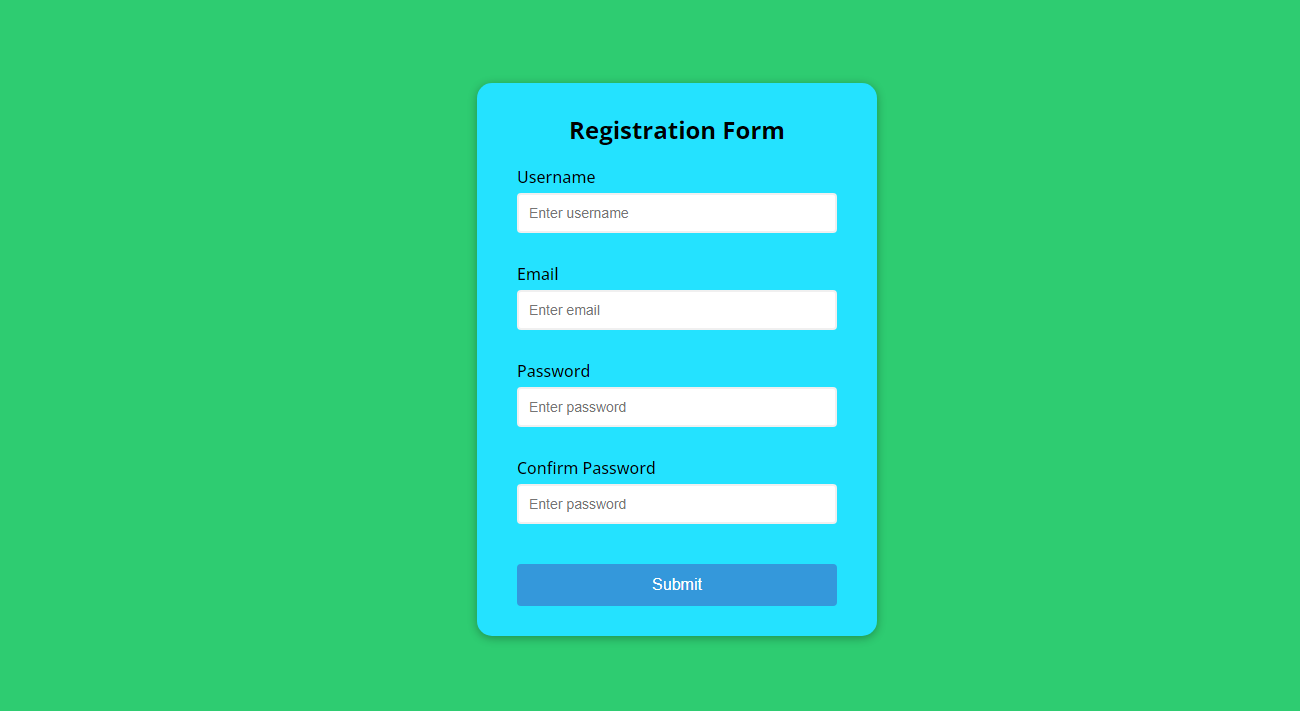 Registration Form
Username
Enter username
Email
Enter email
Password
Enter password
Confirm Password
Enter password
Submit